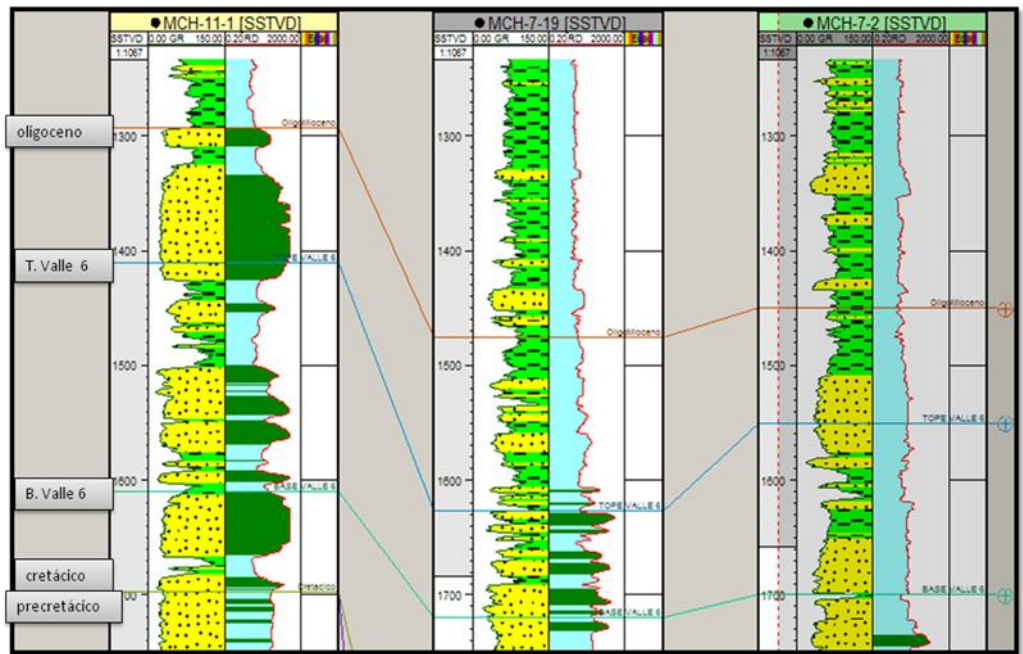 MCH-11-1 [SSTVD]
MCH-7-19 [SSTVD]
MCH-7-2 [SSTVD]
SSTVD 0.00 GR 150.00 0.20 RD 2000.00
SSTVD 0.00 GR 150.00 0.20 RD 2000.00
SSTVD 0.00 GR 150.00 0.20 RD 2000.00
1:1067
1:1067
1:1067
oligoceno
OligoMioceno
1300
1300
1300
T. Valle 6
1400
TOPE VALLE 6
1400
1400
OligoMioceno
OligoMioceno
1500
1500
1500
TOPE VALLE 6
B. Valle 6
1600
BASE VALLE 6
1600
TOPE VALLE 6
1600
cretácico
precretácico
Cretacico
1700
BASE VALLE 6
1700
BASE VALLE 6